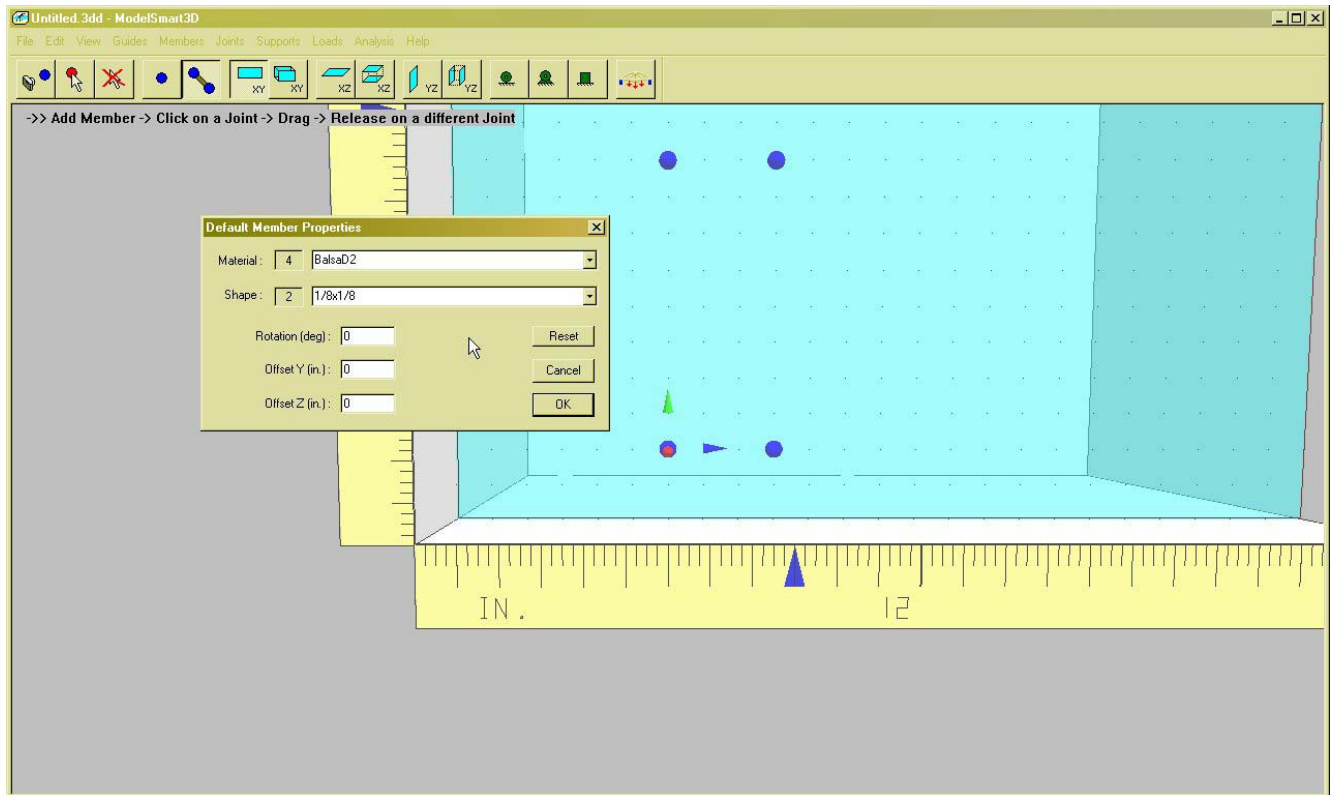 Untitled.3dd - ModelSmart3D
File Edit View Guides Members Joints Supports Loads Analysis Help
XY XY XZ XZ YZ YZ
->> Add Member -> Click on a Joint -> Drag -> Release on a different Joint
Default Member Properties
Material : 4 BalsaD2
Shape : 2 1/8x1/8
Rotation (deg) : 0 Reset
Offset Y (in.) : 0 Cancel
Offset Z (in.) : 0 OK
IN. 12